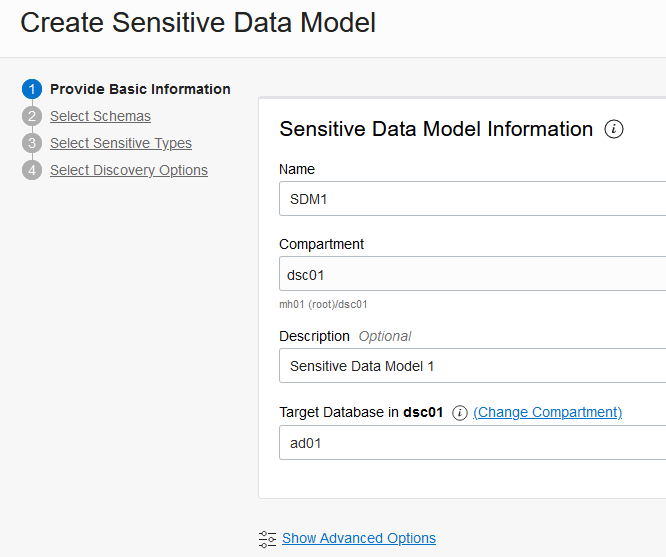 Create Sensitive Data Model
1 Provide Basic Information
2 Select Schemas
3 Select Sensitive Types
4 Select Discovery Options
Sensitive Data Model Information i
Name
SDM1
Compartment
dsc01
mh01 (root)/dsc01
Description Optional
Sensitive Data Model 1
Target Database in dsc01 i (Change Compartment)
ad01
Show Advanced Options